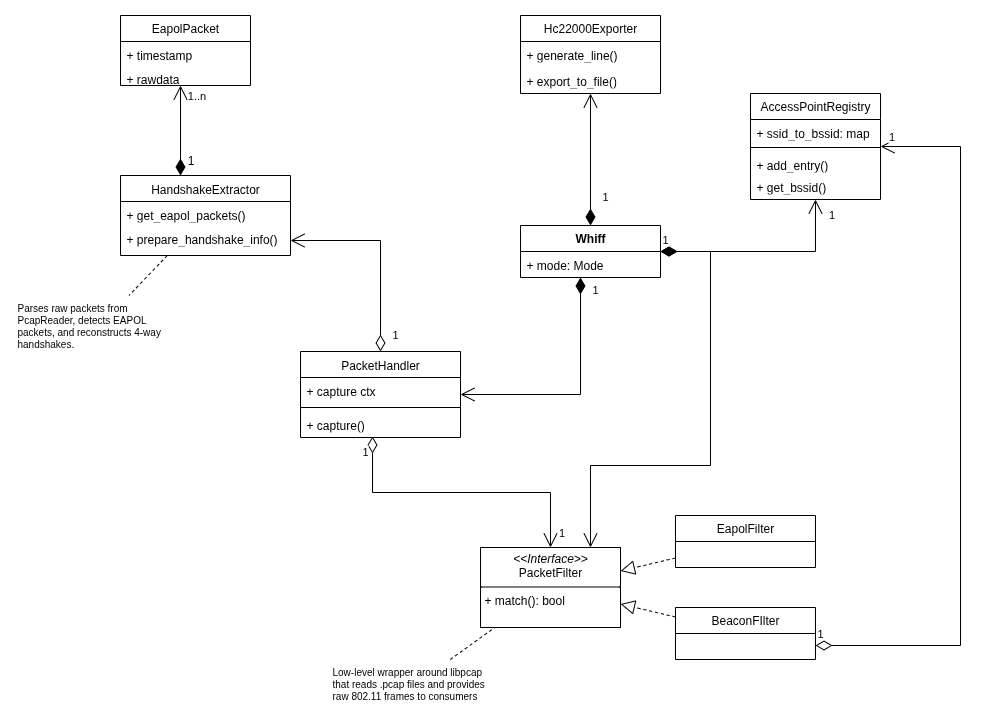 EapolPacket
+ timestamp
+ rawdata
1..n
1
HandshakeExtractor
+ get_eapol_packets()
+ prepare_handshake_info()
Parses raw packets from
PcapReader, detects EAPOL
packets, and reconstructs 4-way
handshakes.
Hc22000Exporter
+ generate_line()
+ export_to_file()
1
Whiff
+ mode: Mode
1
1
AccessPointRegistry
+ ssid_to_bssid: map
+ add_entry()
+ get_bssid()
1
1
1
PacketHandler
+ capture ctx
+ capture()
1
1
<<Interface>>
PacketFilter
+ match(): bool
Low-level wrapper around libpcap
that reads .pcap files and provides
raw 802.11 frames to consumers
EapolFilter
BeaconFIlter
1